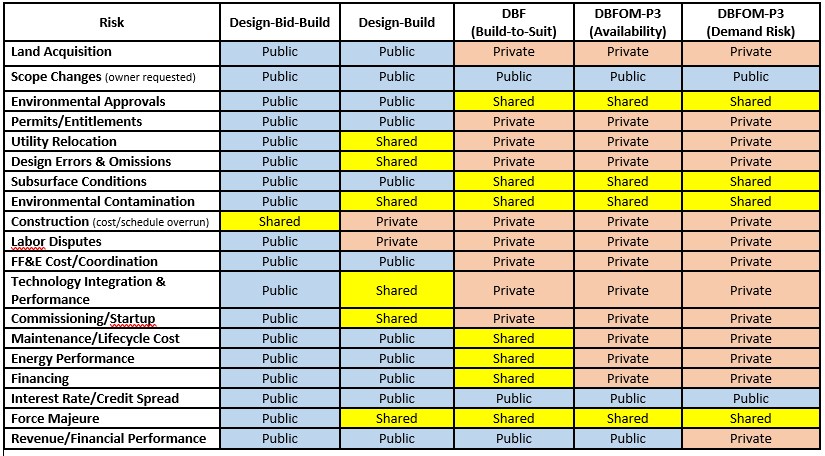 Risk Design-Bid-Build Design-Build DBF (Build-to-Suit) DBFOM-P3 (Availability) DBFOM-P3 (Demand Risk)
Land Acquisition Public Public Private Private Private
Scope Changes (owner requested) Public Public Public Public Public
Environmental Approvals Public Public Shared Shared Shared
Permits/Entitlements Public Public Private Private Private
Utility Relocation Public Shared Private Private Private
Design Errors & Omissions Public Shared Private Private Private
Subsurface Conditions Public Public Shared Shared Shared
Environmental Contamination Public Shared Shared Shared Shared
Construction (cost/schedule overrun) Shared Private Private Private Private
Labor Disputes Public Private Private Private Private
FF&E Cost/Coordination Public Public Private Private Private
Technology Integration & Performance Public Shared Private Private Private
Commissioning/Startup Public Shared Private Private Private
Maintenance/Lifecycle Cost Public Public Shared Private Private
Energy Performance Public Public Shared Private Private
Financing Public Public Shared Private Private
Interest Rate/Credit Spread Public Public Public Public Public
Force Majeure Public Shared Shared Shared Shared
Revenue/Financial Performance Public Public Public Public Private